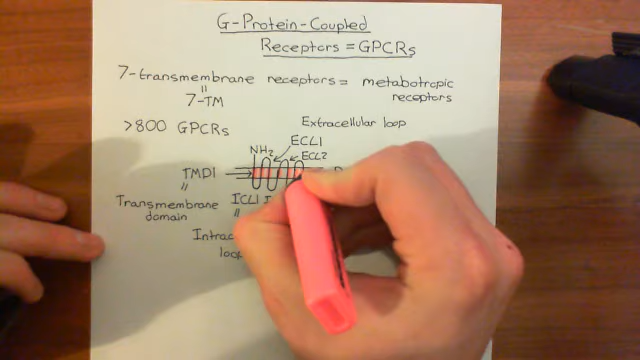 G-Protein-Coupled
Receptors = GPCRs
7-transmembrane receptors = metabotropic
receptors
"
7-TM
>800 GPCRs
Extracellular loop
ECL1
NH2
ECL2
TMD1
"
Transmembrane
domain
ICL1
"